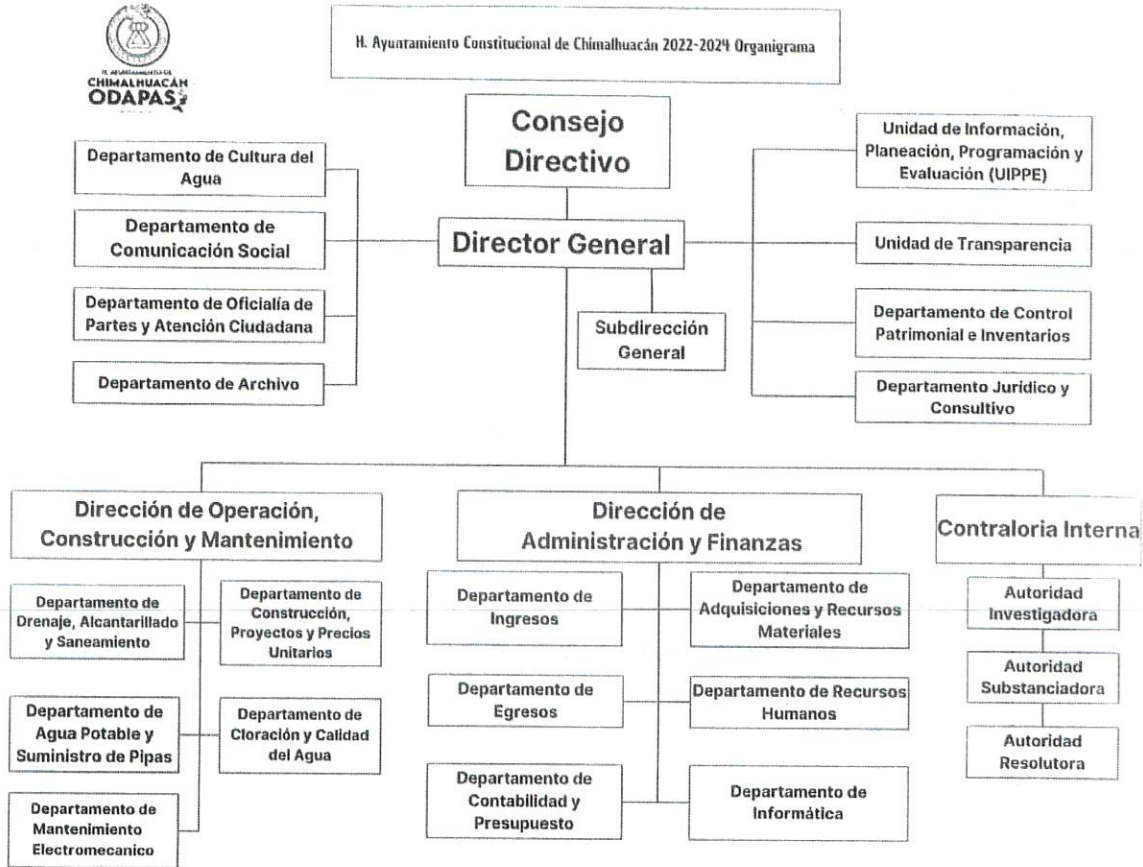 H. AYUNTAMIENTO DE
CHIMALHUACÁN
ODAPAS
H. Ayuntamiento Constitucional de Chimalhuacán 2022-2024 Organigrama
Consejo
Directivo
Director General
Subdirección
General
Departamento de Cultura del
Agua
Departamento de
Comunicación Social
Departamento de Oficialía de
Partes y Atención Ciudadana
Departamento de Archivo
Unidad de Información,
Planeación, Programación y
Evaluación (UIPPE)
Unidad de Transparencia
Departamento de Control
Patrimonial e Inventarios
Departamento Jurídico y
Consultivo
Dirección de Operación,
Construcción y Mantenimiento
Departamento de
Drenaje, Alcantarillado
y Saneamiento
Departamento de
Construcción,
Proyectos y Precios
Unitarios
Departamento de
Agua Potable y
Suministro de Pipas
Departamento de
Cloración y Calidad
del Agua
Departamento de
Mantenimiento
Electromecanico
Dirección de
Administración y Finanzas
Departamento de
Ingresos
Departamento de
Adquisiciones y Recursos
Materiales
Departamento de
Egresos
Departamento de Recursos
Humanos
Departamento de
Contabilidad y
Presupuesto
Departamento de
Informática
Contraloria Interna
Autoridad
Investigadora
Autoridad
Substanciadora
Autoridad
Resolutora